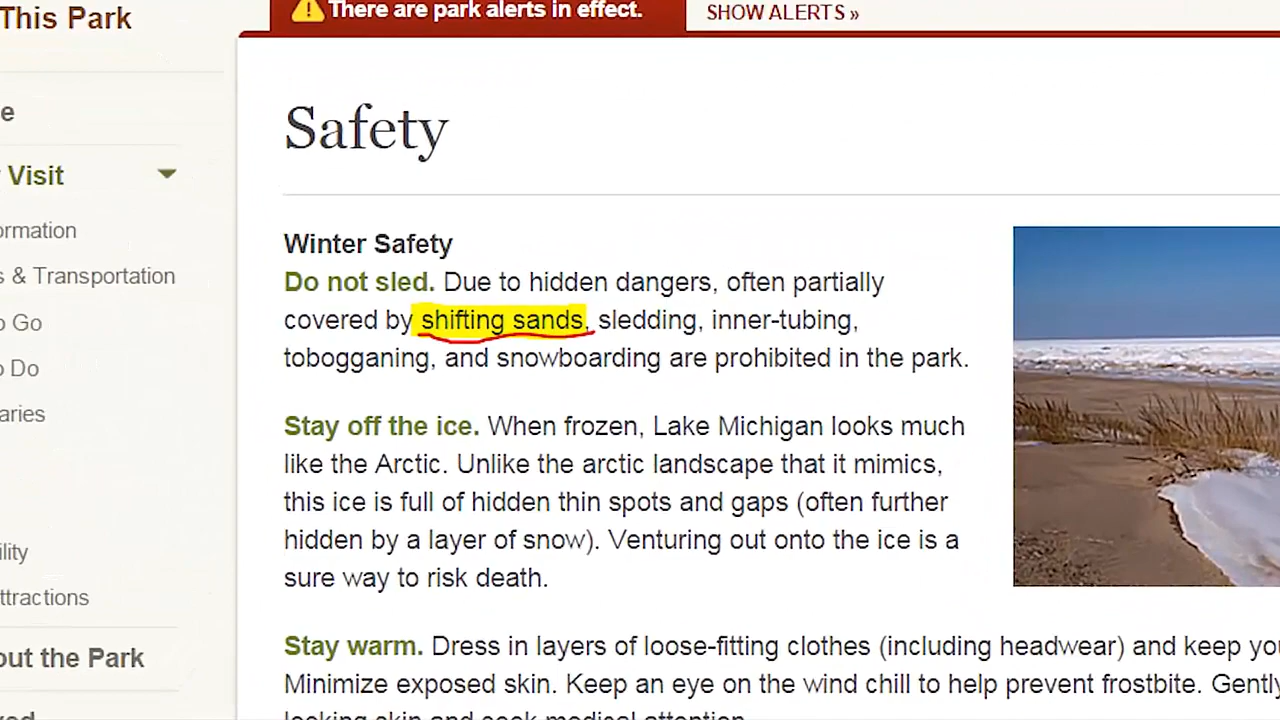 This Park
There are park alerts in effect.
SHOW ALERTS »
Safety
Visit
& Transportation
Go
Do
out the Park
Winter Safety
Do not sled. Due to hidden dangers, often partially
covered by shifting sands, sledding, inner-tubing,
tobogganing, and snowboarding are prohibited in the park.
Stay off the ice. When frozen, Lake Michigan looks much
like the Arctic. Unlike the arctic landscape that it mimics,
this ice is full of hidden thin spots and gaps (often further
hidden by a layer of snow). Venturing out onto the ice is a
sure way to risk death.
Stay warm. Dress in layers of loose-fitting clothes (including headwear) and keep
Minimize exposed skin. Keep an eye on the wind chill to help prevent frostbite. Gently
looking skin and seek medical attention.